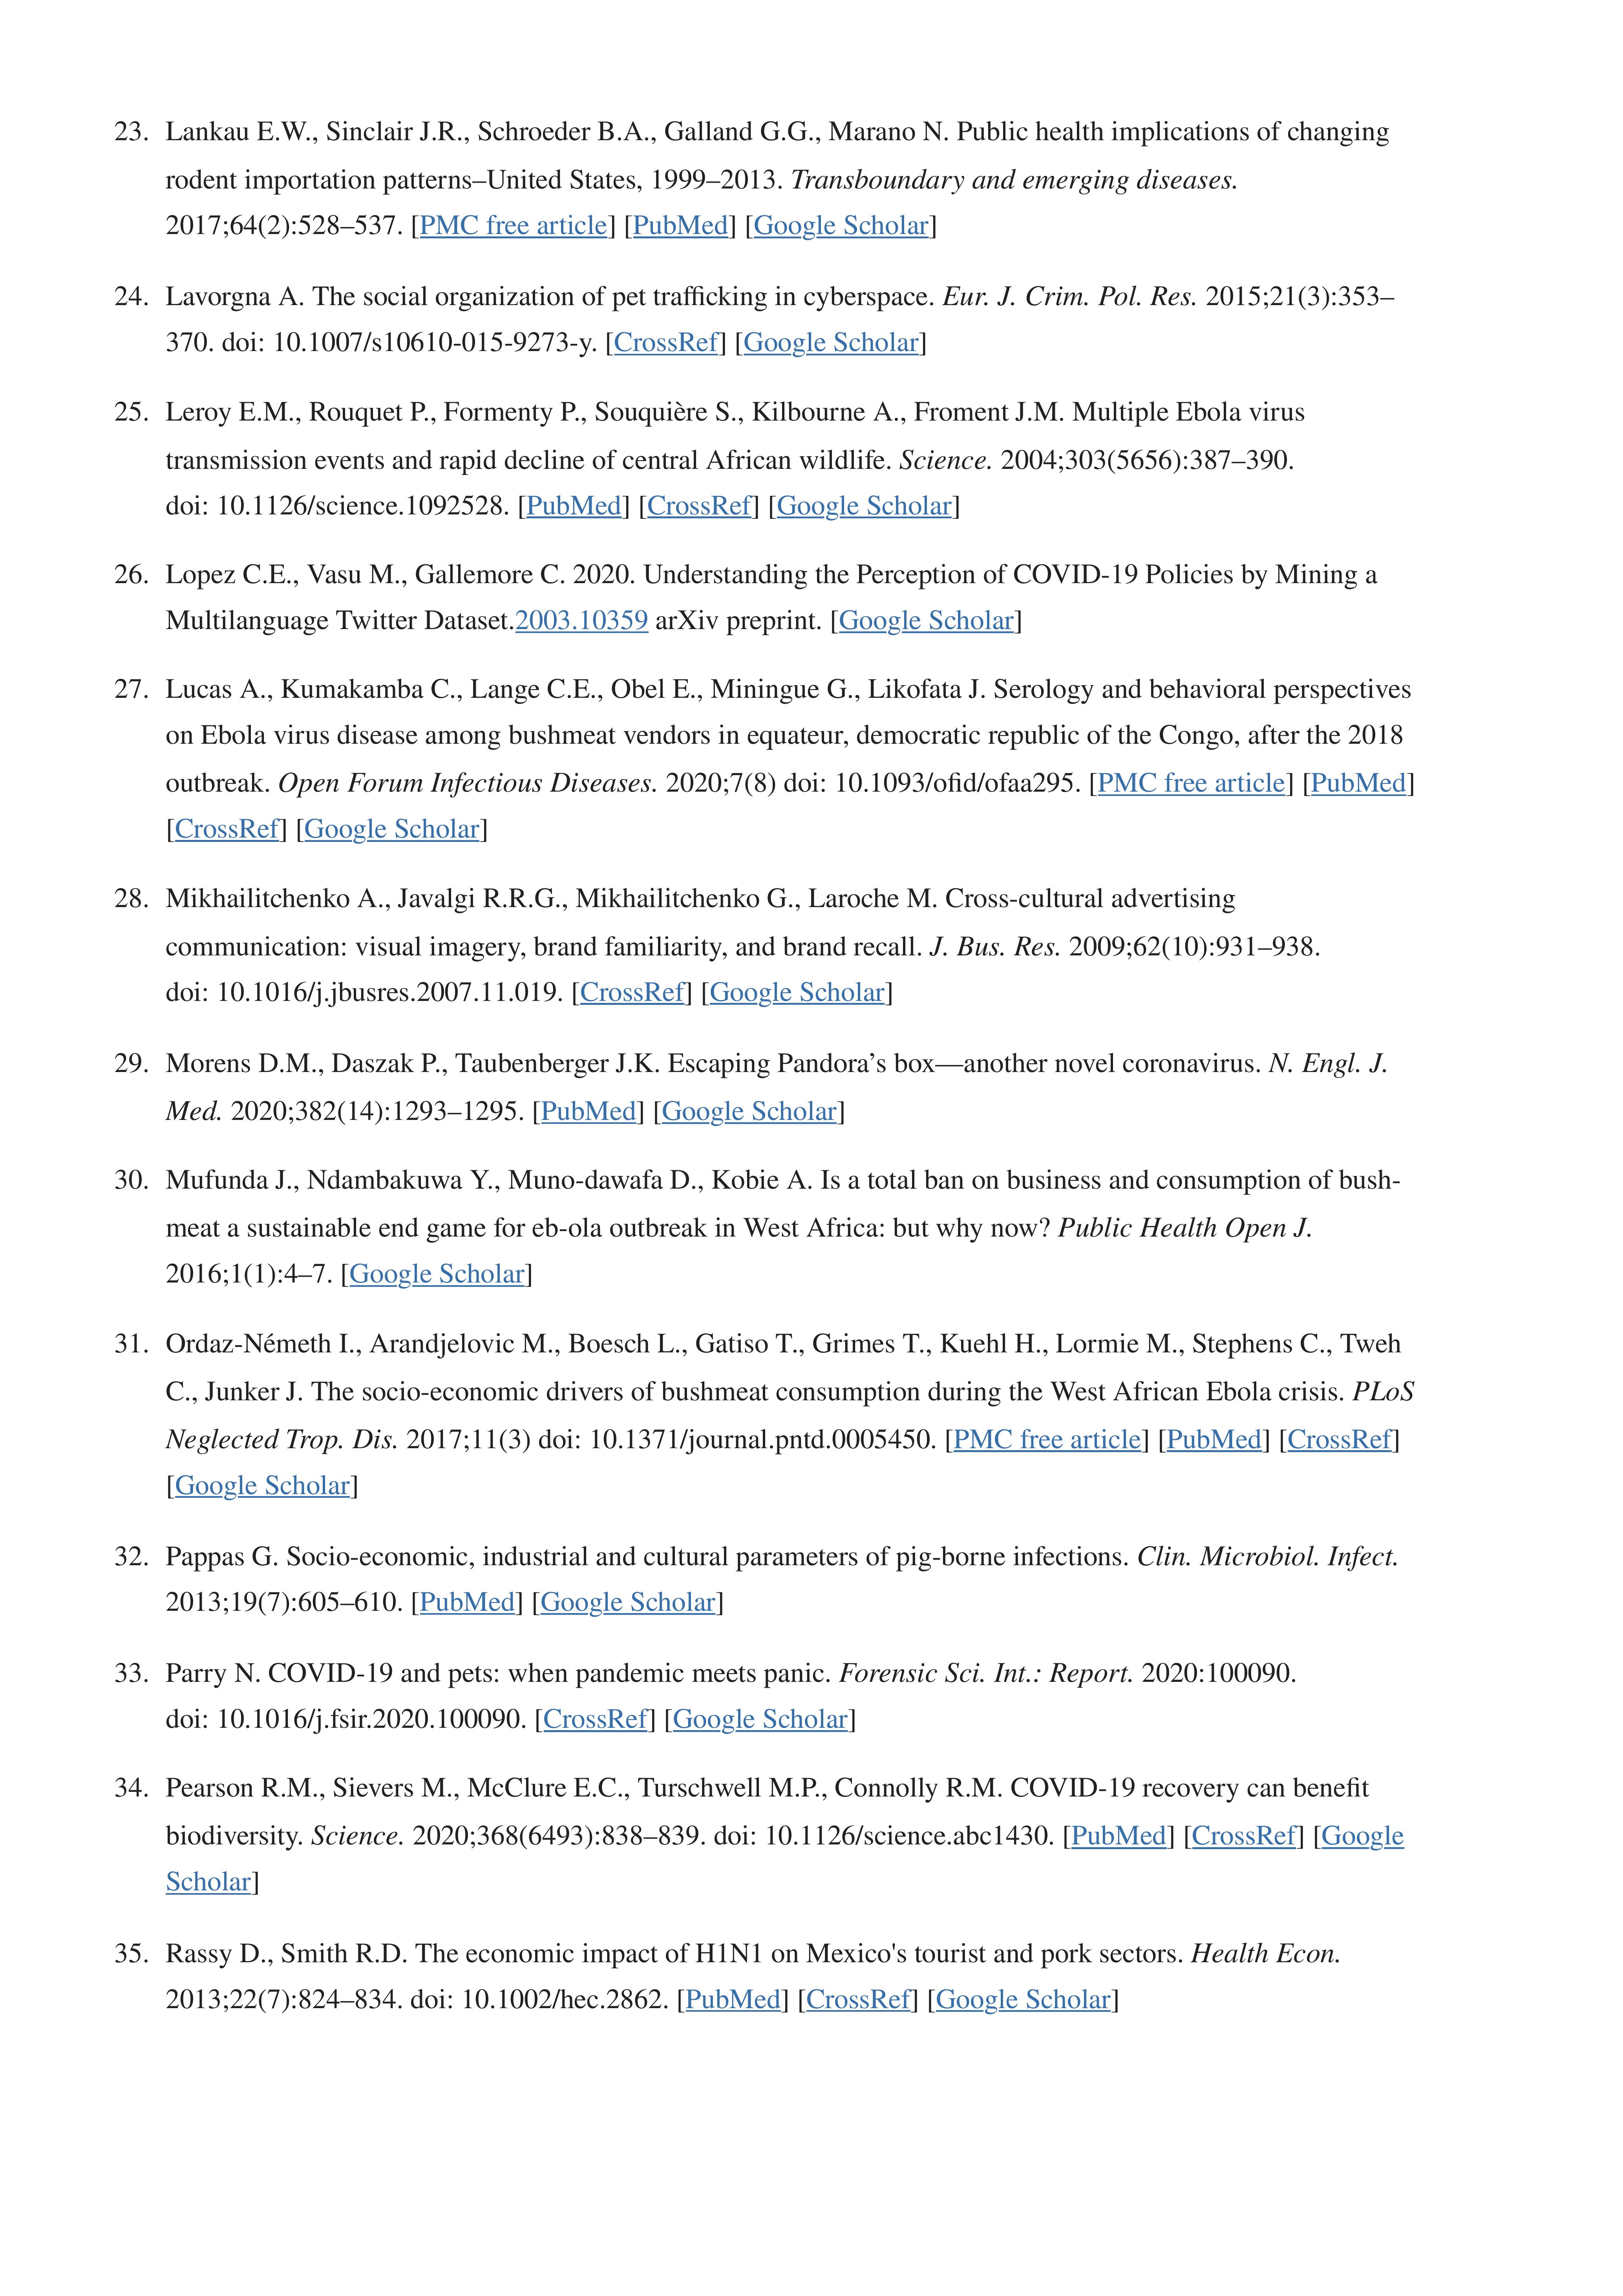 23. Lankau E.W., Sinclair J.R., Schroeder B.A., Galland G.G., Marano N. Public health implications of changing
rodent importation patterns–United States, 1999–2013. Transboundary and emerging diseases.
2017;64(2):528–537. [PMC free article] [PubMed] [Google Scholar]
24. Lavorgna A. The social organization of pet trafficking in cyberspace. Eur. J. Crim. Pol. Res. 2015;21(3):353–
370. doi: 10.1007/s10610-015-9273-y. [CrossRef] [Google Scholar]
25. Leroy E.M., Rouquet P., Formenty P., Souquière S., Kilbourne A., Froment J.M. Multiple Ebola virus
transmission events and rapid decline of central African wildlife. Science. 2004;303(5656):387–390.
doi: 10.1126/science.1092528. [PubMed] [CrossRef] [Google Scholar]
26. Lopez C.E., Vasu M., Gallemore C. 2020. Understanding the Perception of COVID-19 Policies by Mining a
Multilanguage Twitter Dataset.2003.10359 arXiv preprint. [Google Scholar]
27. Lucas A., Kumakamba C., Lange C.E., Obel E., Miningue G., Likofata J. Serology and behavioral perspectives
on Ebola virus disease among bushmeat vendors in equateur, democratic republic of the Congo, after the 2018
outbreak. Open Forum Infectious Diseases. 2020;7(8) doi: 10.1093/ofid/ofaa295. [PMC free article] [PubMed]
[CrossRef] [Google Scholar]
28. Mikhailitchenko A., Javalgi R.R.G., Mikhailitchenko G., Laroche M. Cross-cultural advertising
communication: visual imagery, brand familiarity, and brand recall. J. Bus. Res. 2009;62(10):931–938.
doi: 10.1016/j.jbusres.2007.11.019. [CrossRef] [Google Scholar]
29. Morens D.M., Daszak P., Taubenberger J.K. Escaping Pandora’s box—another novel coronavirus. N. Engl. J.
Med. 2020;382(14):1293–1295. [PubMed] [Google Scholar]
30. Mufunda J., Ndambakuwa Y., Muno-dawafa D., Kobie A. Is a total ban on business and consumption of bush-
meat a sustainable end game for eb-ola outbreak in West Africa: but why now? Public Health Open J.
2016;1(1):4–7. [Google Scholar]
31. Ordaz-Németh I., Arandjelovic M., Boesch L., Gatiso T., Grimes T., Kuehl H., Lormie M., Stephens C., Tweh
C., Junker J. The socio-economic drivers of bushmeat consumption during the West African Ebola crisis. PLoS
Neglected Trop. Dis. 2017;11(3) doi: 10.1371/journal.pntd.0005450. [PMC free article] [PubMed] [CrossRef]
[Google Scholar]
32. Pappas G. Socio-economic, industrial and cultural parameters of pig-borne infections. Clin. Microbiol. Infect.
2013;19(7):605–610. [PubMed] [Google Scholar]
33. Parry N. COVID-19 and pets: when pandemic meets panic. Forensic Sci. Int.: Report. 2020:100090.
doi: 10.1016/j.fsir.2020.100090. [CrossRef] [Google Scholar]
34. Pearson R.M., Sievers M., McClure E.C., Turschwell M.P., Connolly R.M. COVID-19 recovery can benefit
biodiversity. Science. 2020;368(6493):838–839. doi: 10.1126/science.abc1430. [PubMed] [CrossRef] [Google
Scholar]
35. Rassy D., Smith R.D. The economic impact of H1N1 on Mexico's tourist and pork sectors. Health Econ.
2013;22(7):824–834. doi: 10.1002/hec.2862. [PubMed] [CrossRef] [Google Scholar]